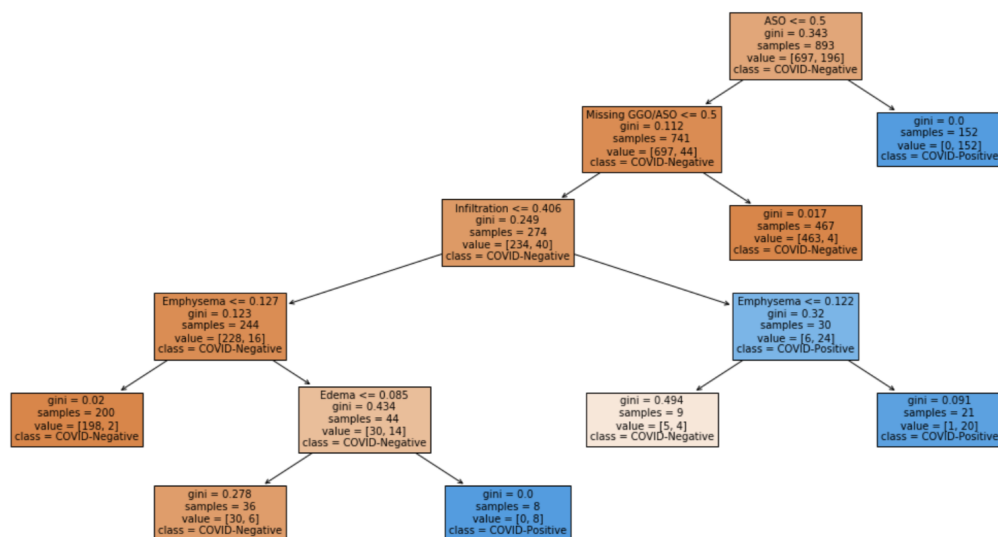 ASO <= 0.5
gini = 0.343
samples = 893
value = [697, 196]
class = COVID-Negative
Missing GGO/ASO <= 0.5
gini = 0.112
samples = 741
value = [697, 44]
class = COVID-Negative
gini = 0.0
samples = 152
value = [0, 152]
class = COVID-Positive
Infiltration <= 0.406
gini = 0.249
samples = 274
value = [234, 40]
class = COVID-Negative
gini = 0.017
samples = 467
value = [463, 4]
class = COVID-Negative
Emphysema <= 0.127
gini = 0.123
samples = 244
value = [228, 16]
class = COVID-Negative
Emphysema <= 0.122
gini = 0.32
samples = 30
value = [6, 24]
class = COVID-Positive
gini = 0.02
samples = 200
value = [198, 2]
class = COVID-Negative
Edema <= 0.085
gini = 0.434
samples = 44
value = [30, 14]
class = COVID-Negative
gini = 0.494
samples = 9
value = [5, 4]
class = COVID-Negative
gini = 0.091
samples = 21
value = [1, 20]
class = COVID-Positive
gini = 0.278
samples = 36
value = [30, 6]
class = COVID-Negative
gini = 0.0
samples = 8
value = [0, 8]
class = COVID-Positive